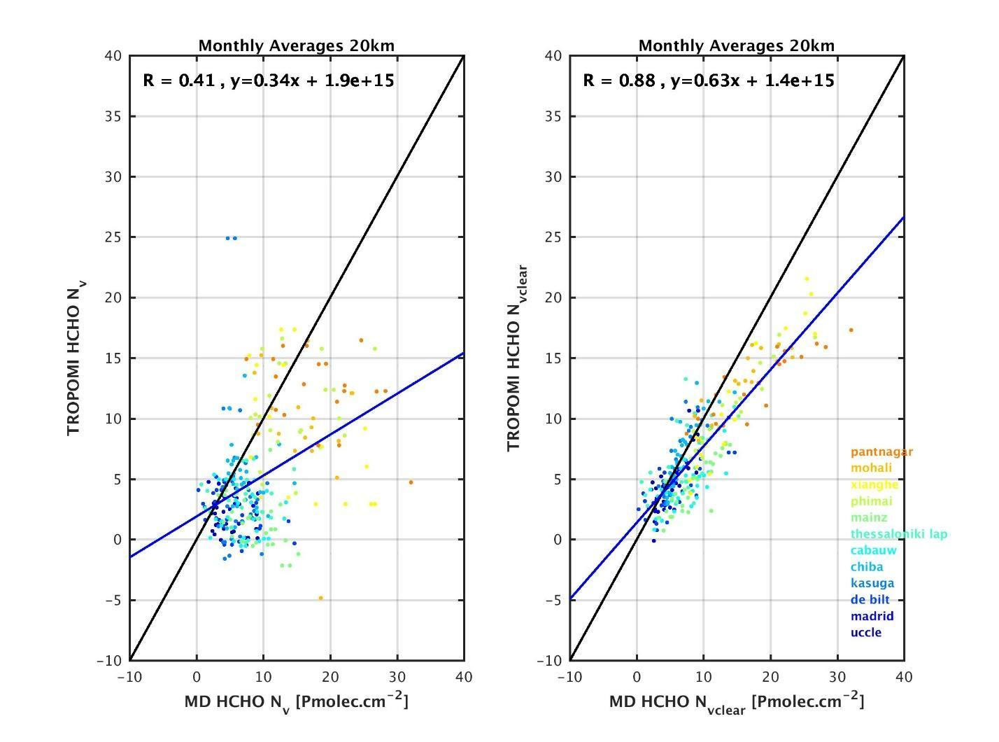 Monthly Averages 20km
R = 0.41 , y=0.34x + 1.9e+15
40
35
30
25
20
15
10
5
0
−5
−10
−10 0 10 20 30 40
TROPOMI HCHO Nv
MD HCHO Nv [Pmolec.cm−2]
Monthly Averages 20km
R = 0.88 , y=0.63x + 1.4e+15
40
35
30
25
20
15
10
5
0
−5
−10
−10 0 10 20 30 40
TROPOMI HCHO Nvclear
MD HCHO Nvclear [Pmolec.cm−2]
pantnagar
mohali
xianghe
phimai
mainz
thessaloniki lap
cabauw
chiba
kasuga
de bilt
madrid
uccle